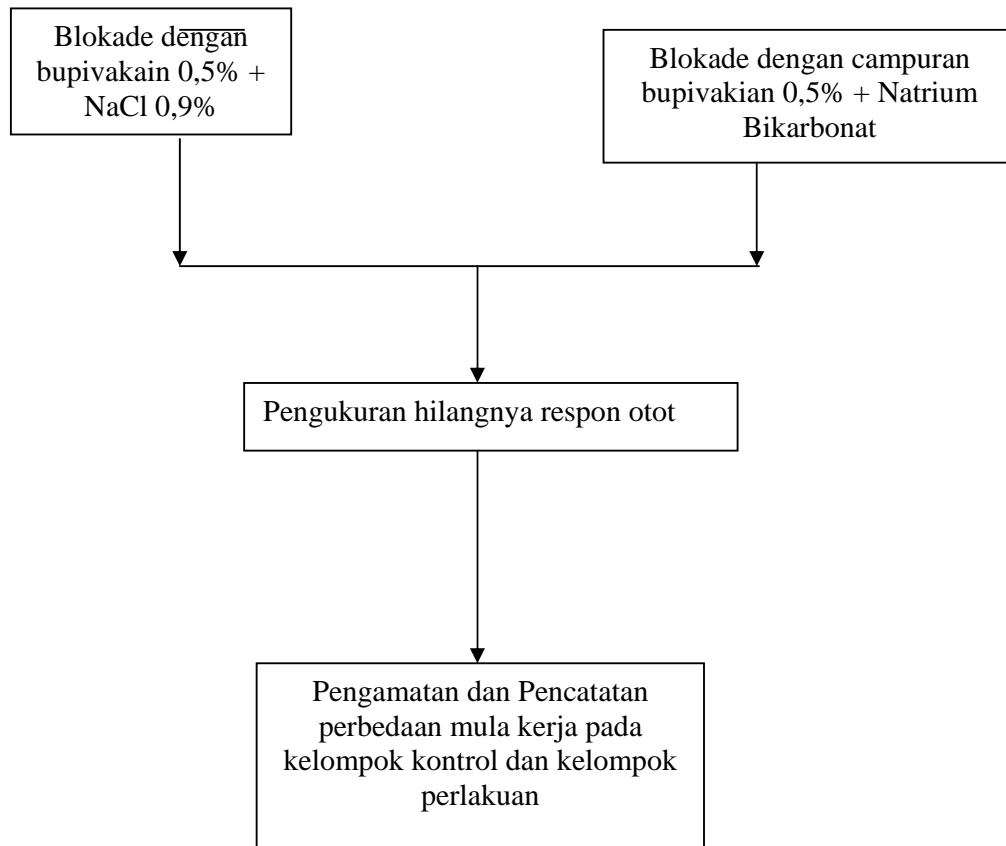 Blokade dengan
bupivakain 0,5% +
NaCl 0,9%
Blokade dengan campuran
bupivakian 0,5% + Natrium
Bikarbonat
Pengukuran hilangnya respon otot
Pengamatan dan Pencatatan
perbedaan mula kerja pada
kelompok kontrol dan kelompok
perlakuan